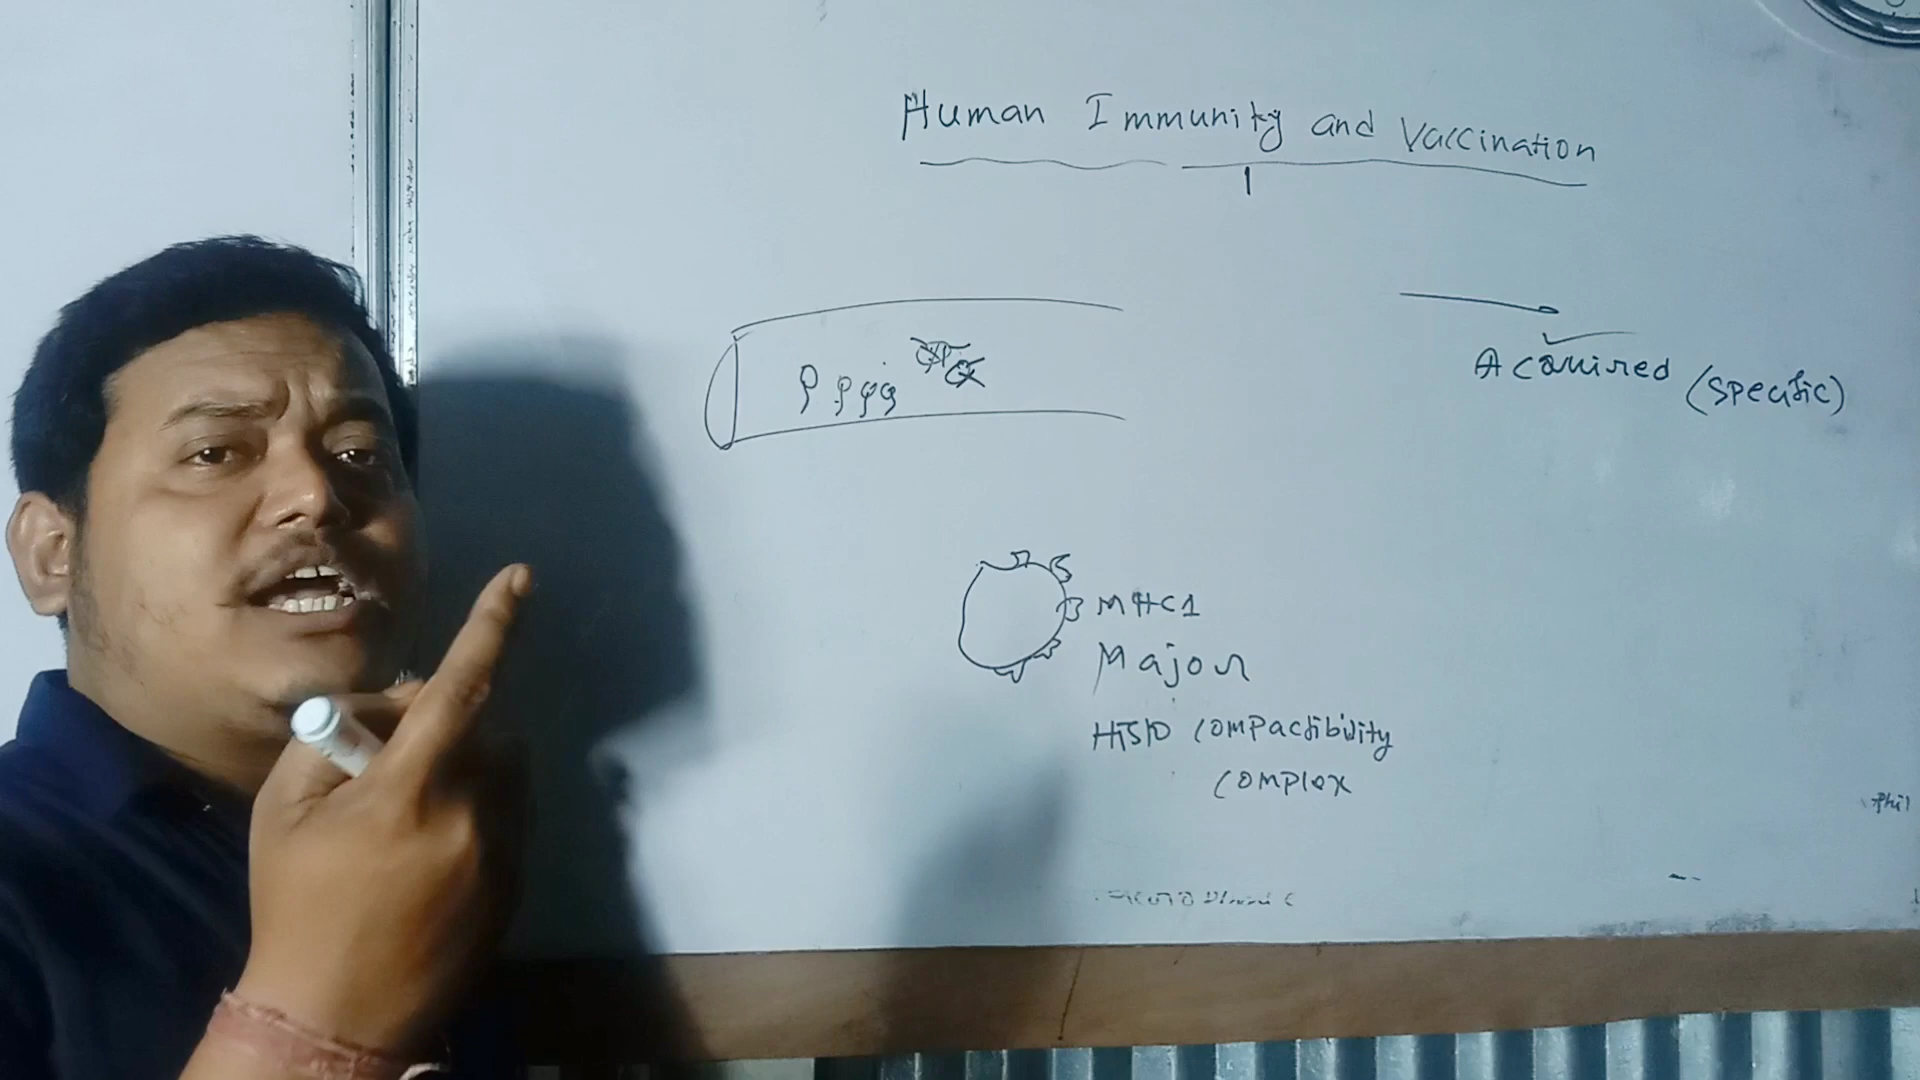 Human Immunity and Vaccination
Acquired (specific)
MHC1
Major
Histo compactibility
complex